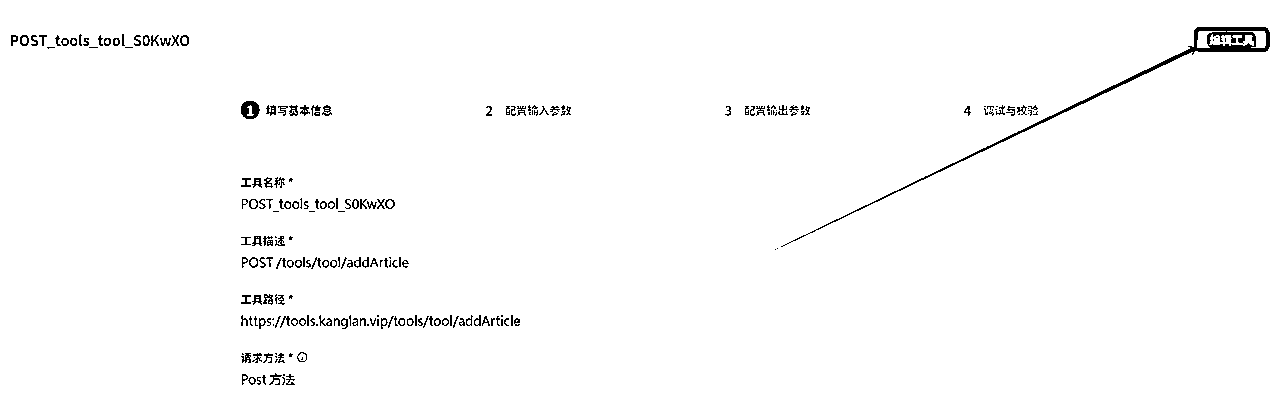 POST_tools_tool_S0KwXO
编辑工具
1 填写基本信息
2 配置输入参数
3 配置输出参数
4 调试与校验
工具名称 *
POST_tools_tool_S0KwXO
工具描述 *
POST /tools/tool/addArticle
工具路径 *
https://tools.kanglan.vip/tools/tool/addArticle
请求方法 *
Post 方法